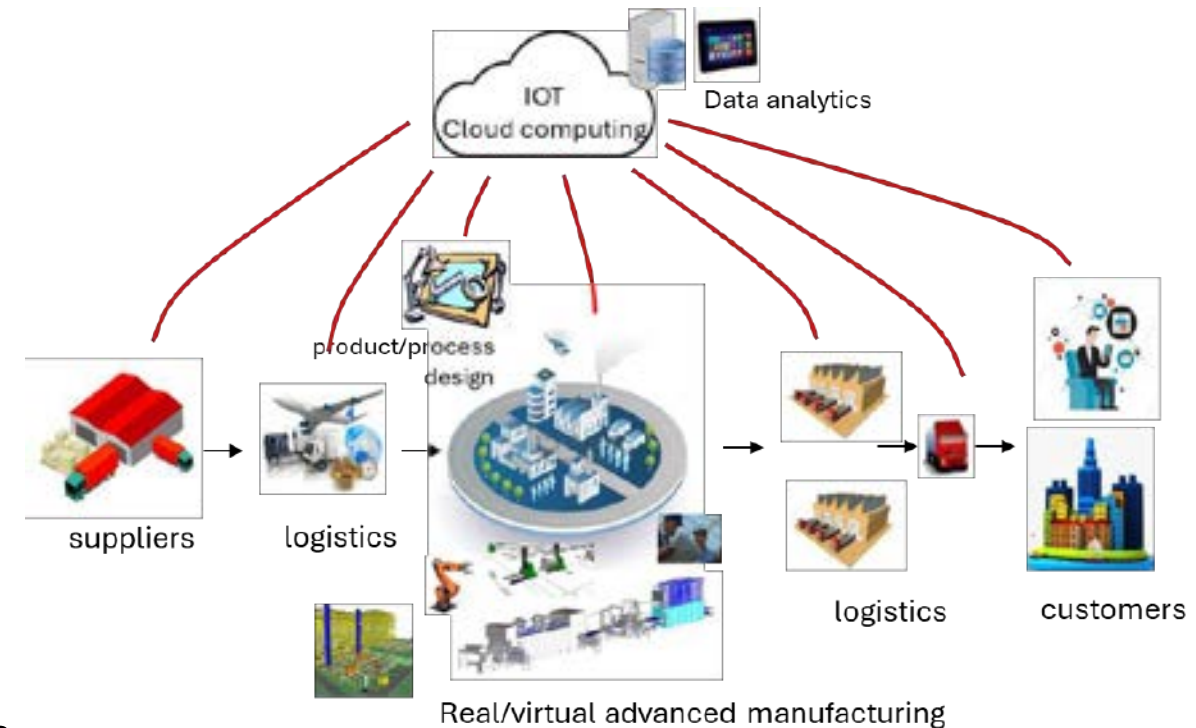 IOT
Cloud computing
Data analytics
product/process
design
suppliers
logistics
logistics
customers
Real/virtual advanced manufacturing